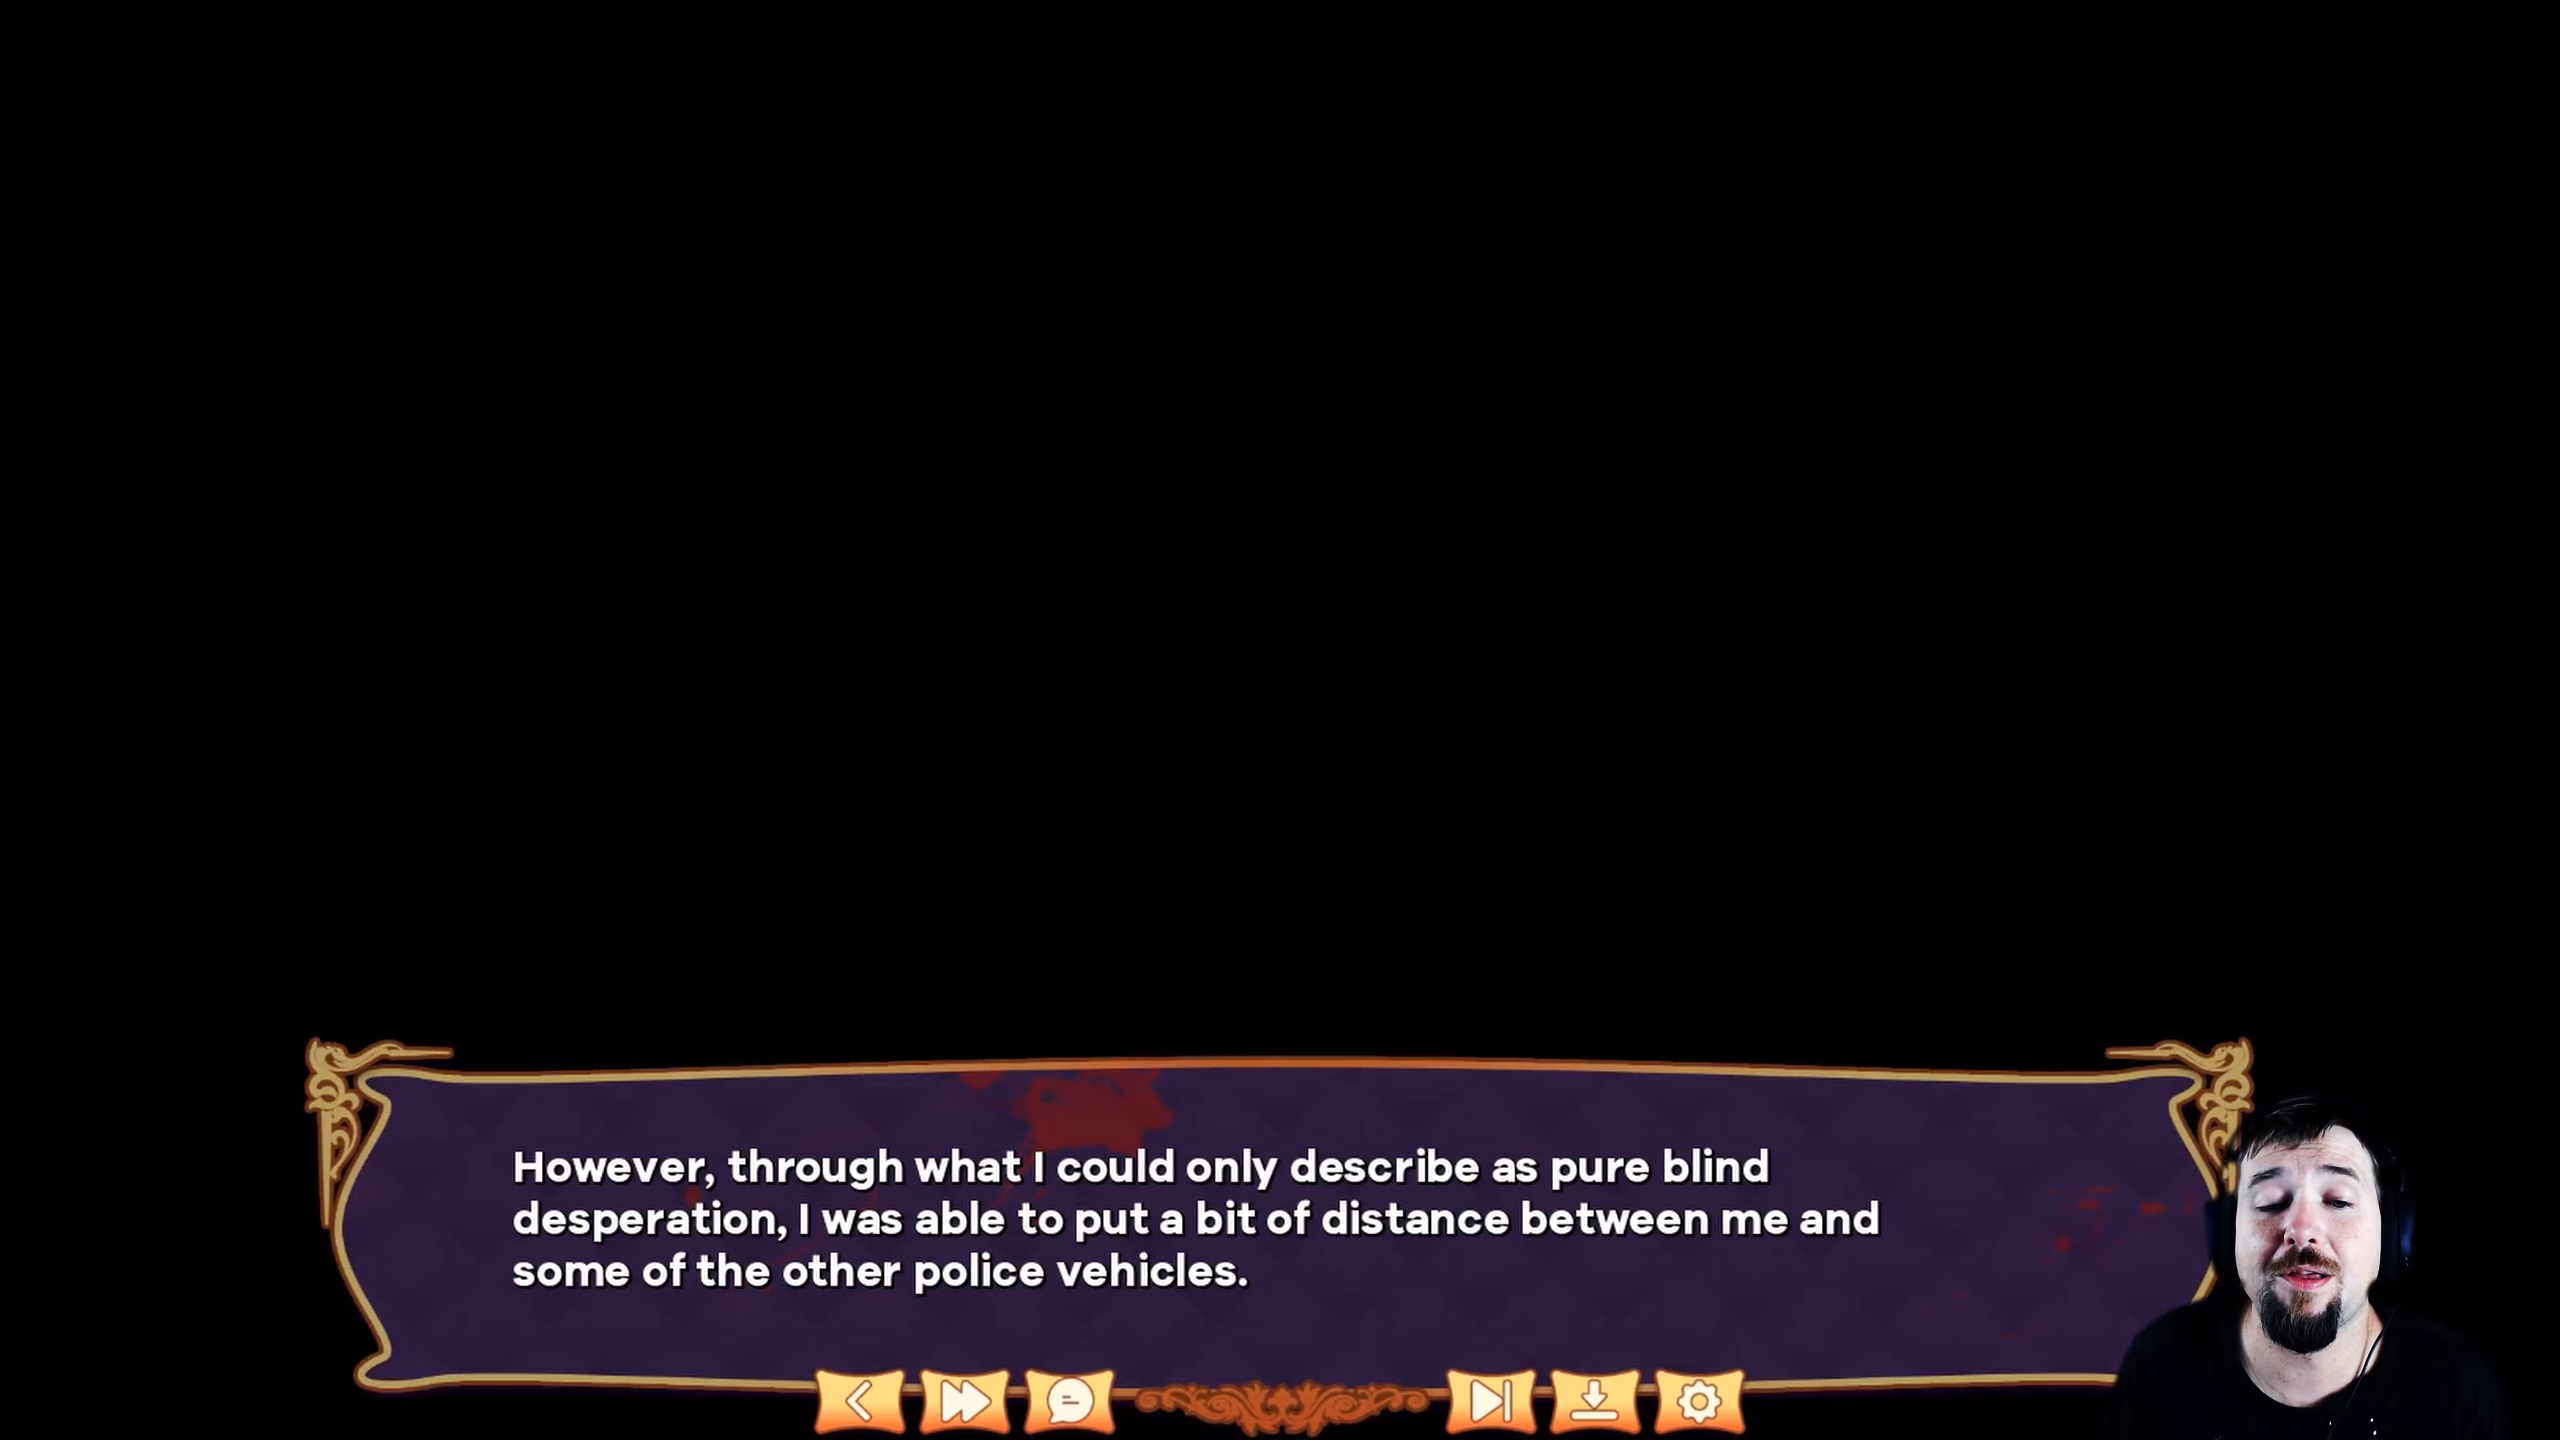 However, through what I could only describe as pure blind
desperation, I was able to put a bit of distance between me and
some of the other police vehicles.